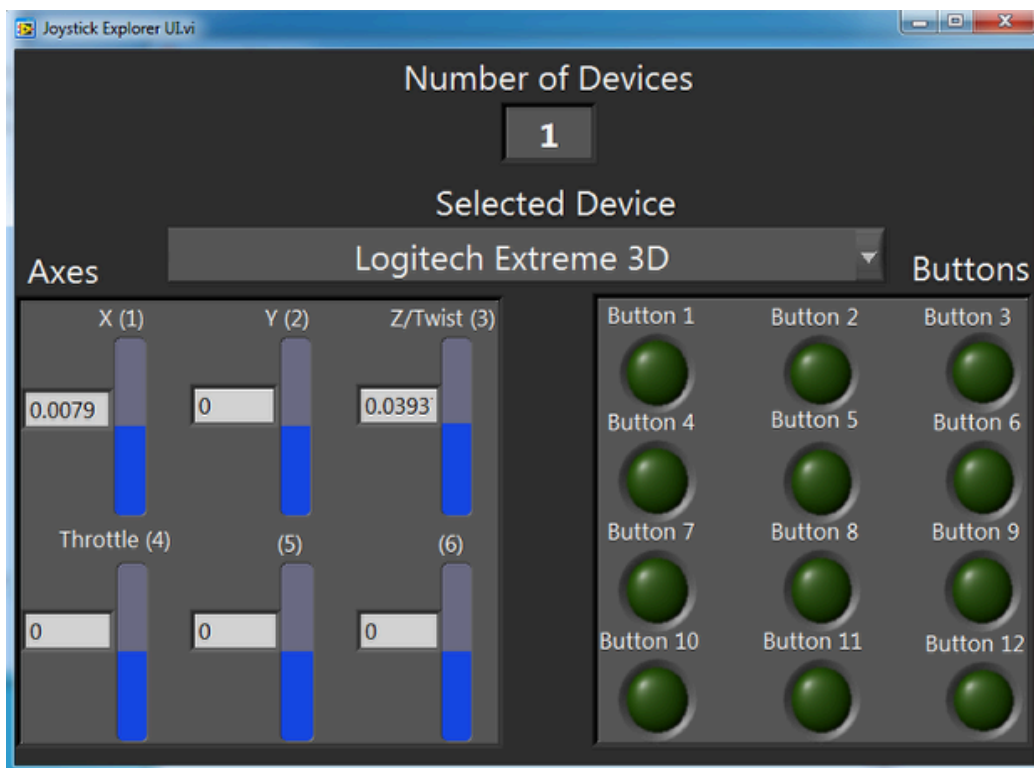 Joystick Explorer UI.vi
Number of Devices
1
Selected Device
Logitech Extreme 3D
Axes
Buttons
X (1) Y (2) Z/Twist (3)
0.0079 0 0.0393
Throttle (4) (5) (6)
0 0 0
Button 1 Button 2 Button 3
Button 4 Button 5 Button 6
Button 7 Button 8 Button 9
Button 10 Button 11 Button 12